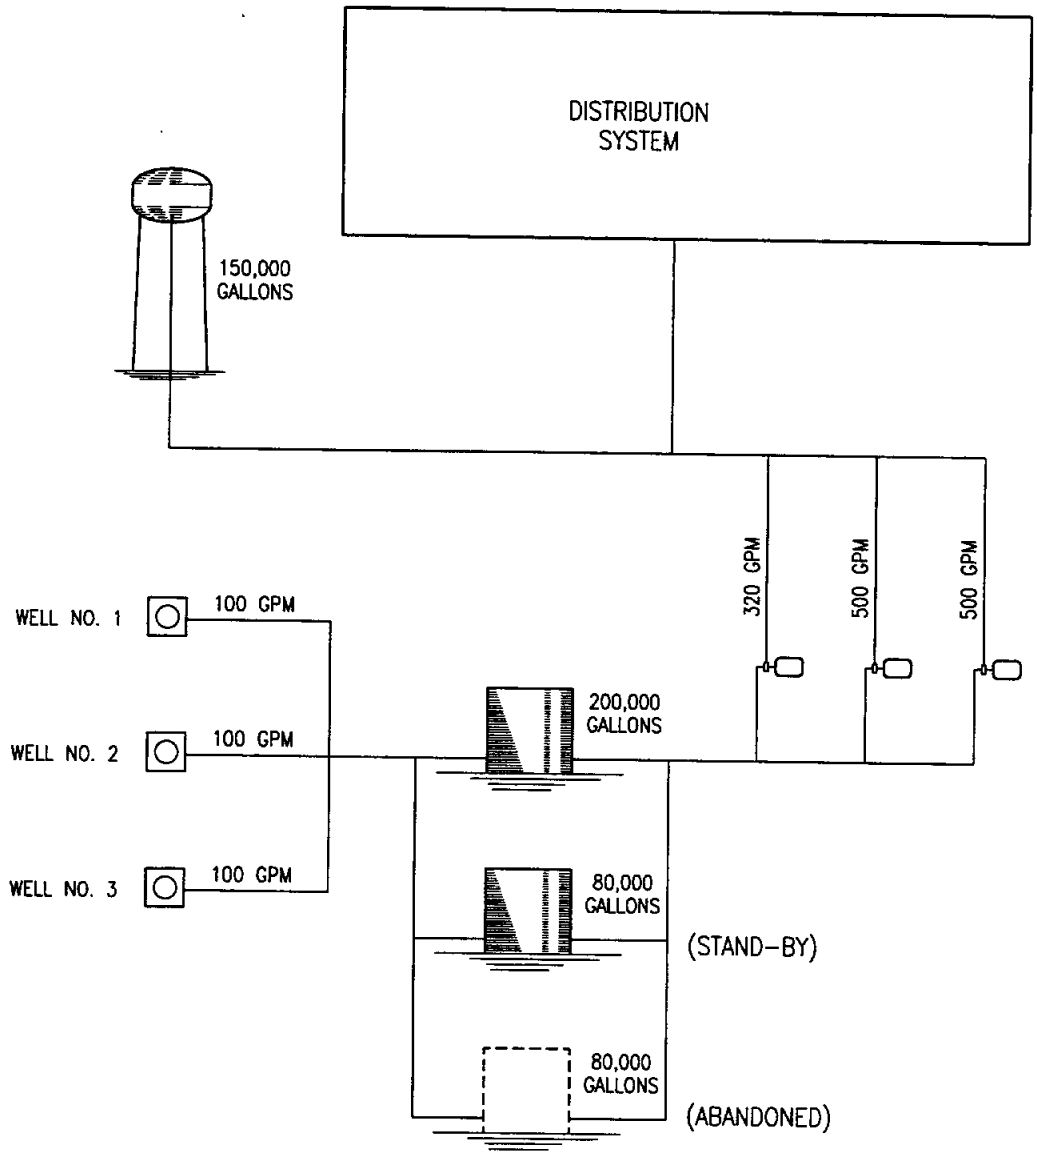 DISTRIBUTION
SYSTEM
150,000
GALLONS
320 GPM
500 GPM
500 GPM
WELL NO. 1
100 GPM
200,000
GALLONS
WELL NO. 2
100 GPM
WELL NO. 3
100 GPM
80,000
GALLONS
(STAND-BY)
80,000
GALLONS
(ABANDONED)